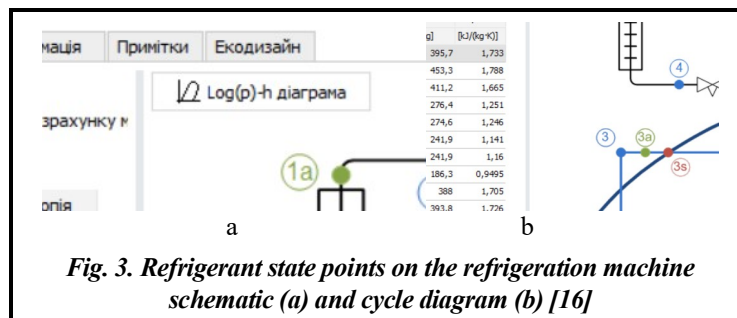 мація
Примітки
Екодизайн
Log(p)-h діаграма
зрахунку м
опія
1a
g]
[kJ/(kg·K)]
395,7 1,733
453,3 1,788
411,2 1,665
276,4 1,251
274,6 1,246
241,9 1,141
241,9 1,16
186,3 0,9495
388 1,705
393,8 1,726
4
3 3a
3s
a b
Fig. 3. Refrigerant state points on the refrigeration machine
schematic (a) and cycle diagram (b) [16]